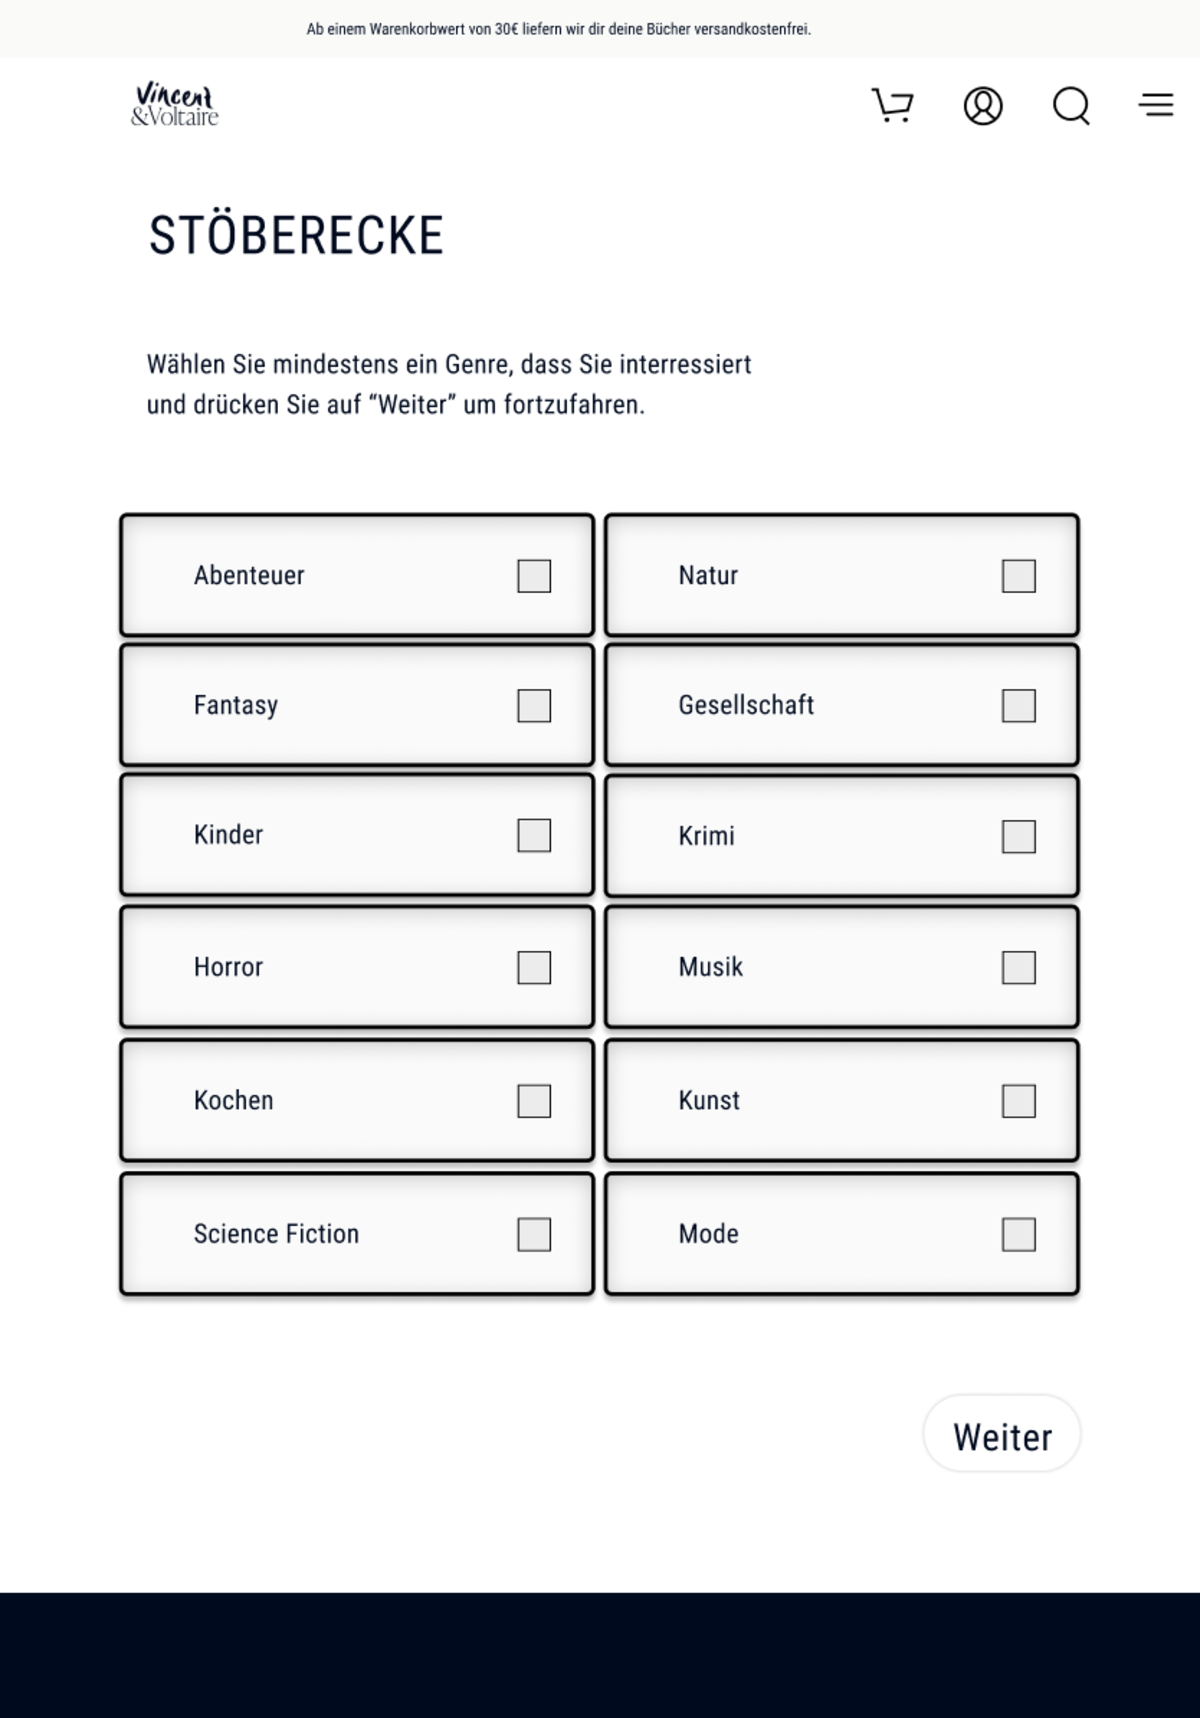 Ab einem Warenkorbwert von 30€ liefern wir dir deine Bücher versandkostenfrei.
Vincent
&Voltaire
STÖBERECKE
Wählen Sie mindestens ein Genre, dass Sie interressiert
und drücken Sie auf “Weiter” um fortzufahren.
Abenteuer
Natur
Fantasy
Gesellschaft
Kinder
Krimi
Horror
Musik
Kochen
Kunst
Science Fiction
Mode
Weiter